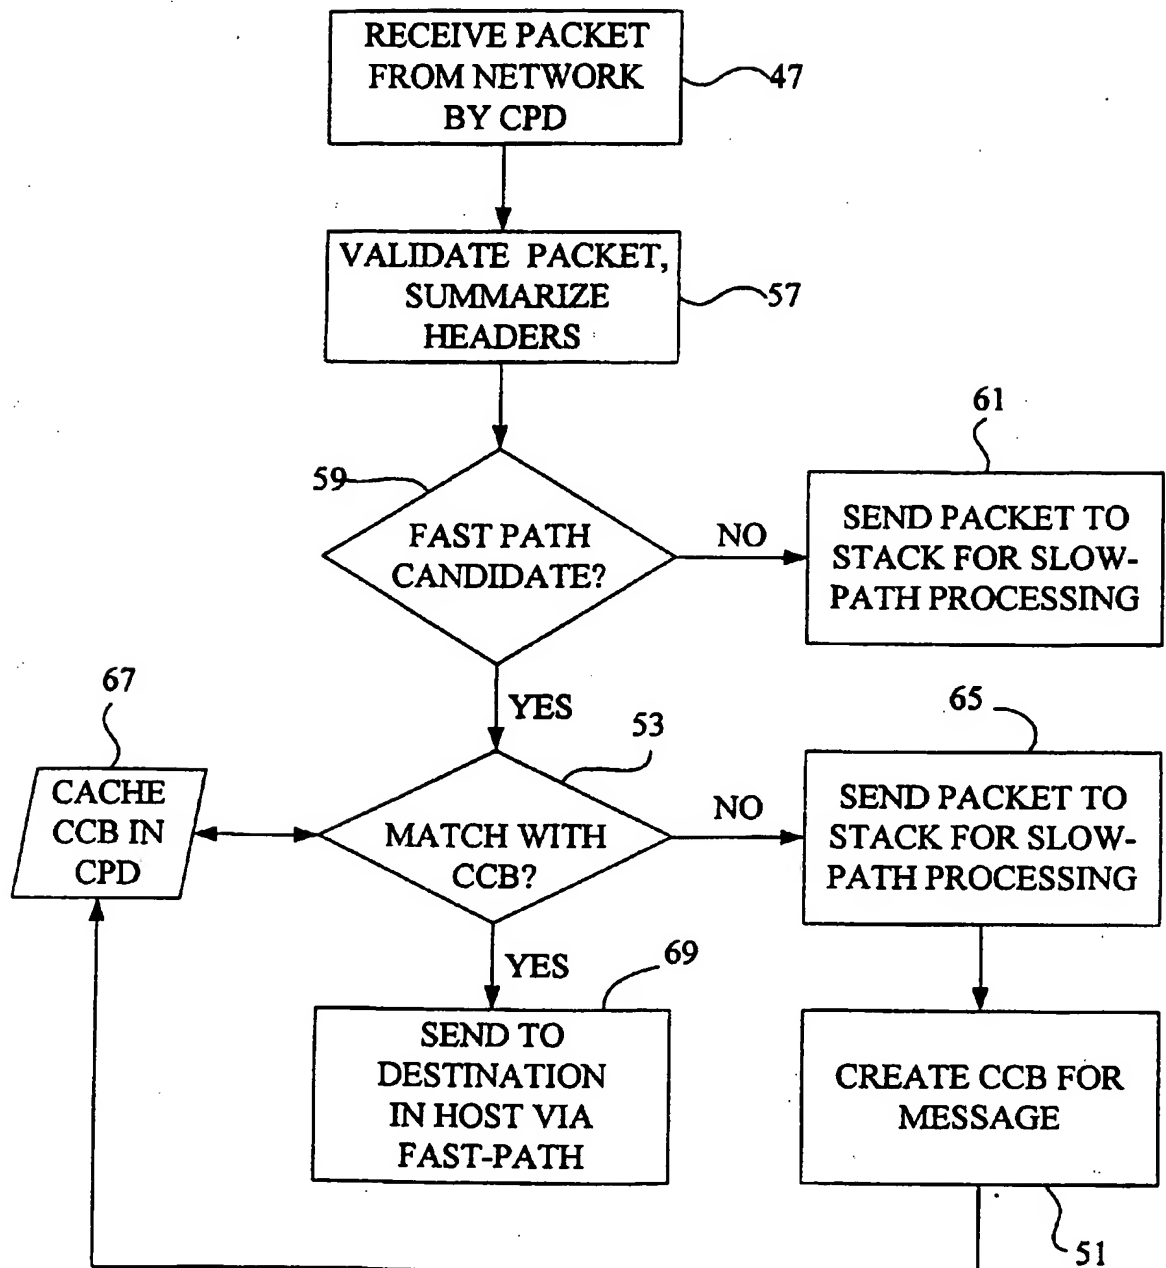 RECEIVE PACKET
FROM NETWORK
BY CPD
47
VALIDATE PACKET,
SUMMARIZE
HEADERS
57
59
FAST PATH
CANDIDATE?
NO
61
SEND PACKET TO
STACK FOR SLOW-
PATH PROCESSING
YES
67
CACHE
CCB IN
CPD
53
MATCH WITH
CCB?
NO
65
SEND PACKET TO
STACK FOR SLOW-
PATH PROCESSING
YES
69
SEND TO
DESTINATION
IN HOST VIA
FAST-PATH
CREATE CCB FOR
MESSAGE
51